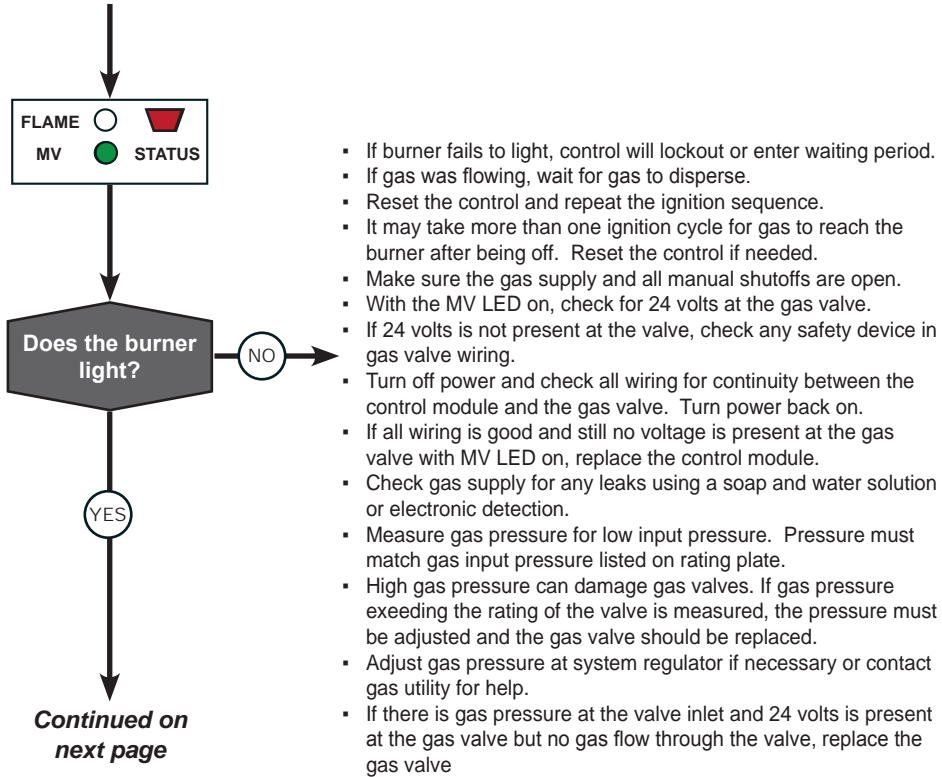 FLAME
MV STATUS
Does the burner
light?
NO
YES
Continued on
next page
▪ If burner fails to light, control will lockout or enter waiting period.
▪ If gas was flowing, wait for gas to disperse.
▪ Reset the control and repeat the ignition sequence.
▪ It may take more than one ignition cycle for gas to reach the
burner after being off.  Reset the control if needed.
▪ Make sure the gas supply and all manual shutoffs are open.
▪ With the MV LED on, check for 24 volts at the gas valve.
▪ If 24 volts is not present at the valve, check any safety device in
gas valve wiring.
▪ Turn off power and check all wiring for continuity between the
control module and the gas valve.  Turn power back on.
▪ If all wiring is good and still no voltage is present at the gas
valve with MV LED on, replace the control module.
▪ Check gas supply for any leaks using a soap and water solution
or electronic detection.
▪ Measure gas pressure for low input pressure.  Pressure must
match gas input pressure listed on rating plate.
▪ High gas pressure can damage gas valves. If gas pressure
exeeding the rating of the valve is measured, the pressure must
be adjusted and the gas valve should be replaced.
▪ Adjust gas pressure at system regulator if necessary or contact
gas utility for help.
▪ If there is gas pressure at the valve inlet and 24 volts is present
at the gas valve but no gas flow through the valve, replace the
gas valve